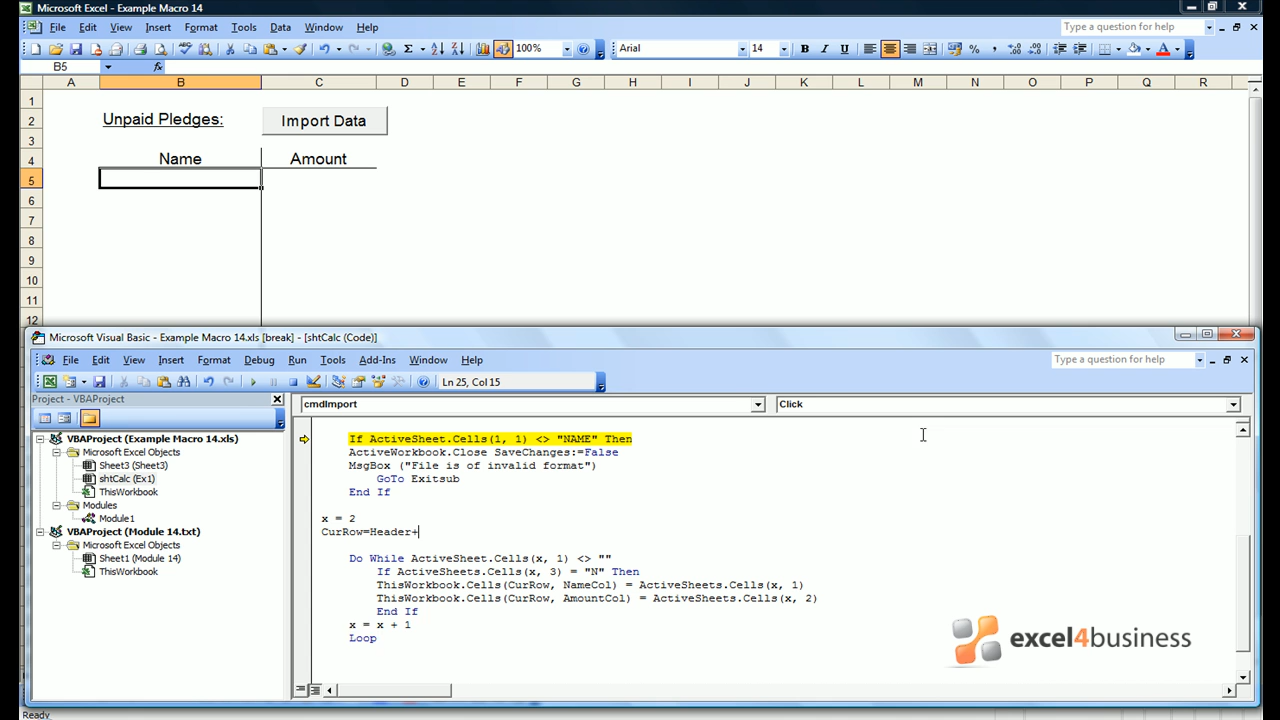 Microsoft Excel - Example Macro 14
File Edit View Insert Format Tools Data Window Help
Type a question for help
100%
Arial
14
B5
fx
A B C D E F G H I J K L M N O P Q R
1
2 Unpaid Pledges: Import Data
3
4 Name Amount
5
6
7
8
9
10
11
12
Microsoft Visual Basic - Example Macro 14.xls [break] - [shtCalc (Code)]
File Edit View Insert Format Debug Run Tools Add-Ins Window Help
Type a question for help
Ln 25, Col 15
Project - VBAProject
cmdImport
Click
VBAProject (Example Macro 14.xls)
Microsoft Excel Objects
Sheet3 (Sheet3)
shtCalc (Ex1)
ThisWorkbook
Modules
Module1
VBAProject (Module 14.txt)
Microsoft Excel Objects
Sheet1 (Module 14)
ThisWorkbook
If ActiveSheet.Cells(1, 1) <> "NAME" Then
ActiveWorkbook.Close SaveChanges:=False
MsgBox ("File is of invalid format")
GoTo Exitsub
End If
x = 2
CurRow=Header+
Do While ActiveSheet.Cells(x, 1) <> ""
If ActiveSheets.Cells(x, 3) = "N" Then
ThisWorkbook.Cells(CurRow, NameCol) = ActiveSheets.Cells(x, 1)
ThisWorkbook.Cells(CurRow, AmountCol) = ActiveSheets.Cells(x, 2)
End If
x = x + 1
Loop
excel4business
Ready